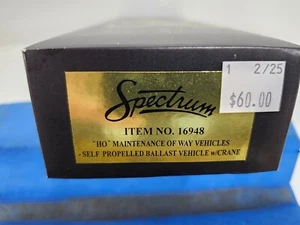 1 2/25
$60.00
Spectrum
ITEM NO. 16948
"HO" MAINTENANCE OF WAY VEHICLES
- SELF PROPELLED BALLAST VEHICLE w/CRANE